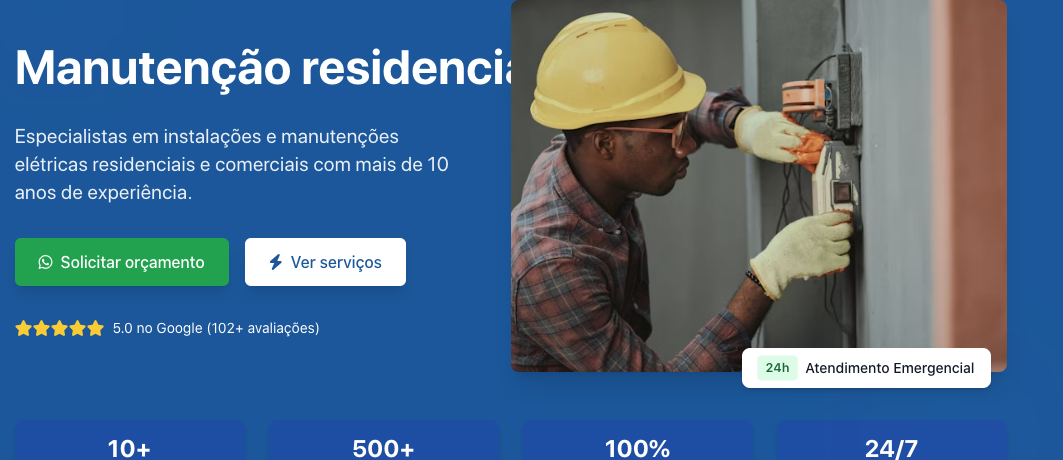 Manutenção residenci
Especialistas em instalações e manutenções
elétricas residenciais e comerciais com mais de 10
anos de experiência.
Solicitar orçamento
Ver serviços
5.0 no Google (102+ avaliações)
24h Atendimento Emergencial
10+
500+
100%
24/7